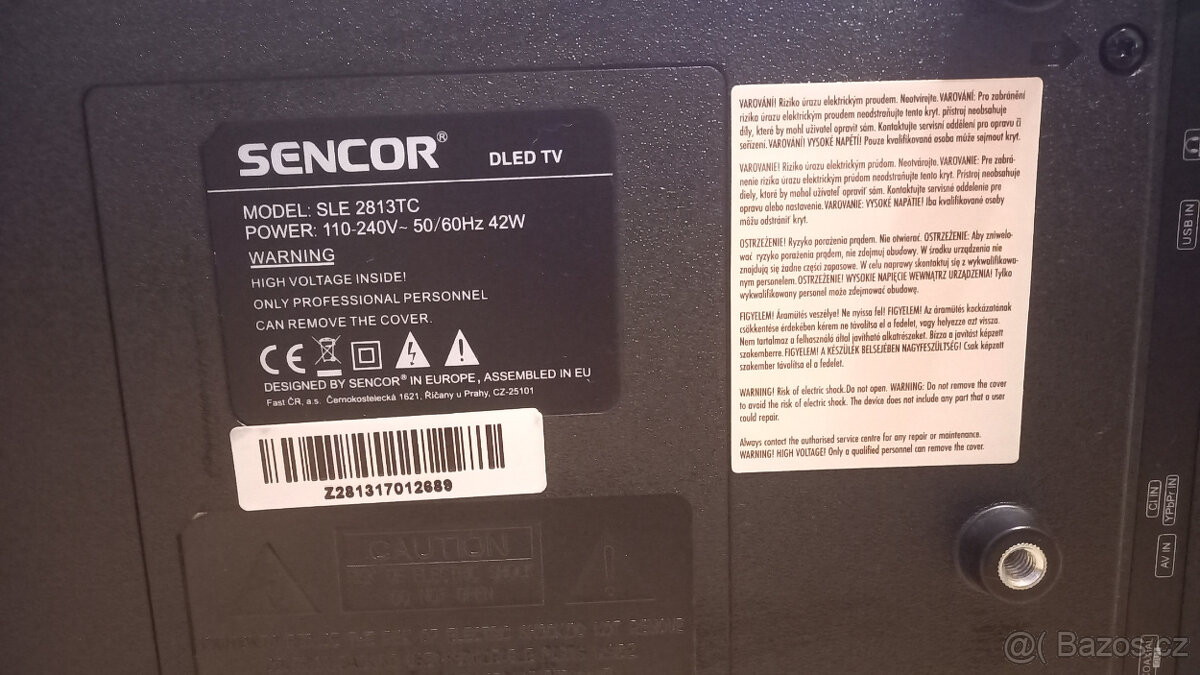 SENCOR® DLED TV
MODEL: SLE 2813TC
POWER: 110-240V~ 50/60Hz 42W
WARNING
HIGH VOLTAGE INSIDE!
ONLY PROFESSIONAL PERSONNEL
CAN REMOVE THE COVER.
CE
DESIGNED BY SENCOR® IN EUROPE, ASSEMBLED IN EU
Fast ČR, a.s. Černokostelecká 1621, Říčany u Prahy, CZ-25101
Z281317012689
CAUTION
VAROVÁNÍ! Riziko úrazu elektrickým proudem. Neotvírejte. VAROVÁNÍ: Pro zabránění
rizika úrazu elektrickým proudem neodstraňujte tento kryt. přístroj neobsahuje
díly, které by mohl uživatel opravit sám. Kontaktujte servisní oddělení pro opravu či
seřízení. VAROVÁNÍ! VYSOKÉ NAPĚTÍ! Pouze kvalifikovaná osoba může sejmout kryt.
VAROVANIE! Riziko úrazu elektrickým prúdom. Neotvárajte. VAROVANIE: Pre zabrá-
nenie rizika úrazu elektrickým prúdom neodstraňujte tento kryt. Prístroj neobsahuje
diely, ktoré by mohol užívateľ opraviť sám. Kontaktujte servisné oddelenie pre
opravu alebo nastavenie. VAROVANIE: VYSOKÉ NAPÄTIE! Iba kvalifikované osoby
môžu odstrániť kryt.
OSTRZEŻENIE! Ryzyko porażenia prądem. Nie otwierać. OSTRZEŻENIE: Aby zniwelo-
wać ryzyko porażenia prądem, nie zdejmuj obudowy. W środku urządzenia nie
znajdują się żadne części zapasowe. W celu naprawy skontaktuj się z wykwalifikowa-
nym personelem. OSTRZEŻENIE! WYSOKIE NAPIĘCIE WEWNĄTRZ URZĄDZENIA! Tylko
wykwalifikowany personel może zdejmować obudowę.
FIGYELEM! Áramütés veszélye! Ne nyissa fel! FIGYELEM! Az áramütés kockázatának
csökkentése érdekében kérem ne távolítsa el a fedelet, vagy helyezze azt vissza.
Nem tartalmaz a felhasználó által javítható alkatrészeket. Bízza a javítást képzett
szakemberre. FIGYELEM! A KÉSZÜLÉK BELSEJÉBEN NAGYFESZÜLTSÉG! Csak képzett
szakember távolítsa el a fedelet.
WARNING! Risk of electric shock.Do not open. WARNING: Do not remove the cover
to avoid the risk of electric shock. The device does not include any part that a user
could repair.
Always contact the authorised service centre for any repair or maintenance.
WARNING! HIGH VOLTAGE! Only a qualified personnel can remove the cover.
USB IN
CI IN
YPbPr IN
AV IN
COAXIAL
@( Bazos.cz